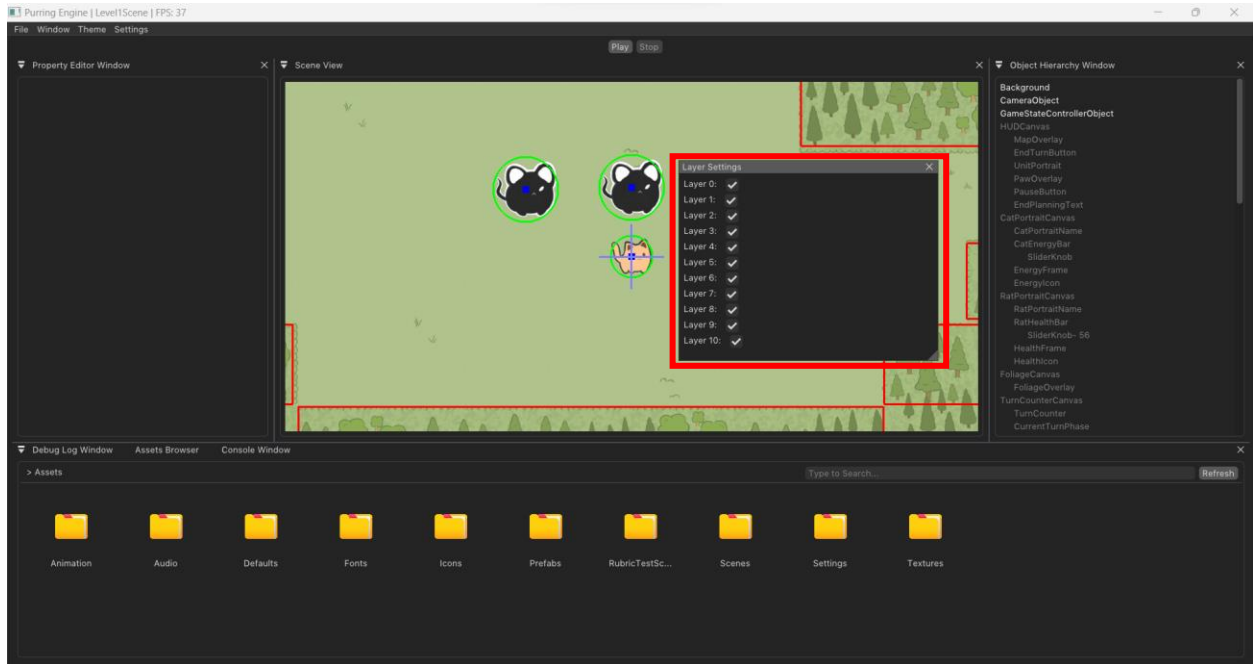 Purring Engine | Level1Scene | FPS: 37
File Window Theme Settings
Play Stop
Property Editor Window
Scene View
Layer Settings
Layer 0:
Layer 1:
Layer 2:
Layer 3:
Layer 4:
Layer 5:
Layer 6:
Layer 7:
Layer 8:
Layer 9:
Layer 10:
Object Hierarchy Window
Background
CameraObject
GameStateControllerObject
HUDCanvas
MapOverlay
EndTurnButton
UnitPortrait
PawOverlay
PauseButton
EndPlanningText
CatPortraitCanvas
CatPortraitName
CatEnergyBar
SliderKnob
EnergyFrame
EnergyIcon
RatPortraitCanvas
RatPortraitName
RatHealthBar
SliderKnob- 56
HealthFrame
HealthIcon
FoliageCanvas
FoliageOverlay
TurnCounterCanvas
TurnCounter
CurrentTurnPhase
Debug Log Window Assets Browser Console Window
> Assets
Type to Search...
Refresh
Animation Audio Defaults Fonts Icons Prefabs RubricTestSc... Scenes Settings Textures